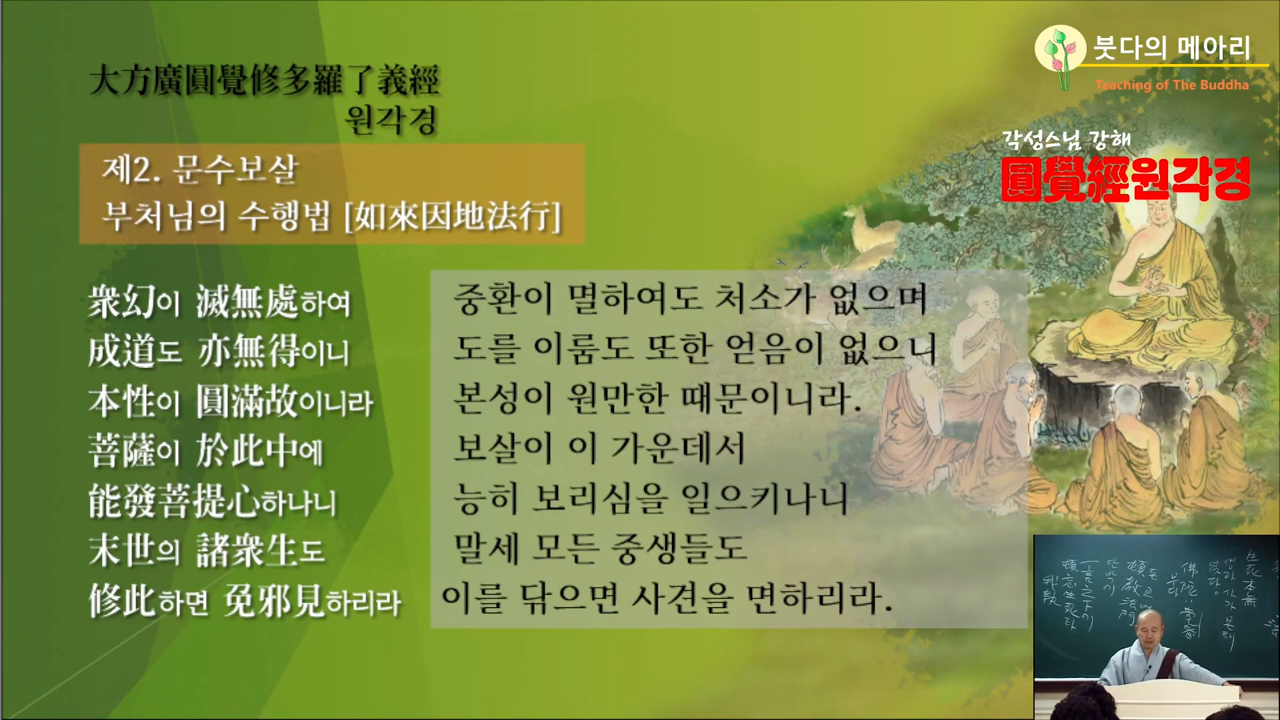 大方廣圓覺修多羅了義經
원각경
제2. 문수보살
부처님의 수행법 [如來因地法行]
衆幻이 滅無處하여
成道도 亦無得이니
本性이 圓滿故이니라
菩薩이 於此中에
能發菩提心하나니
末世의 諸衆生도
修此하면 免邪見하리라
중환이 멸하여도 처소가 없으며
도를 이룸도 또한 얻음이 없으니
본성이 원만한 때문이니라.
보살이 이 가운데서
능히 보리심을 일으키나니
말세 모든 중생들도
이를 닦으면 사견을 면하리라.
붓다의 메아리
Teaching of The Buddha
각성스님 강해
圓覺經원각경